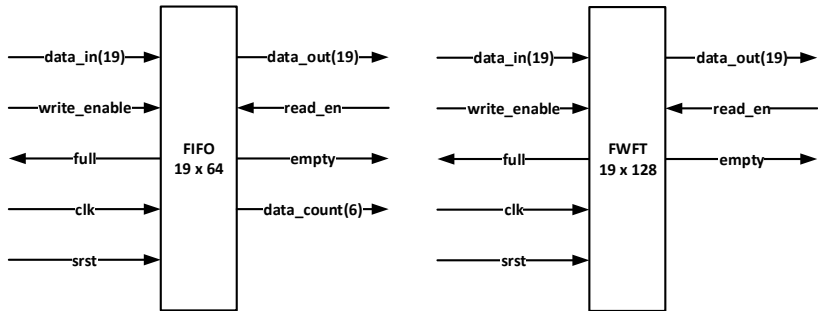 data_in(19)
data_out(19)
write_enable
read_en
full
FIFO
19 x 64
empty
clk
data_count(6)
srst
data_in(19)
data_out(19)
write_enable
read_en
full
FWFT
19 x 128
empty
clk
srst